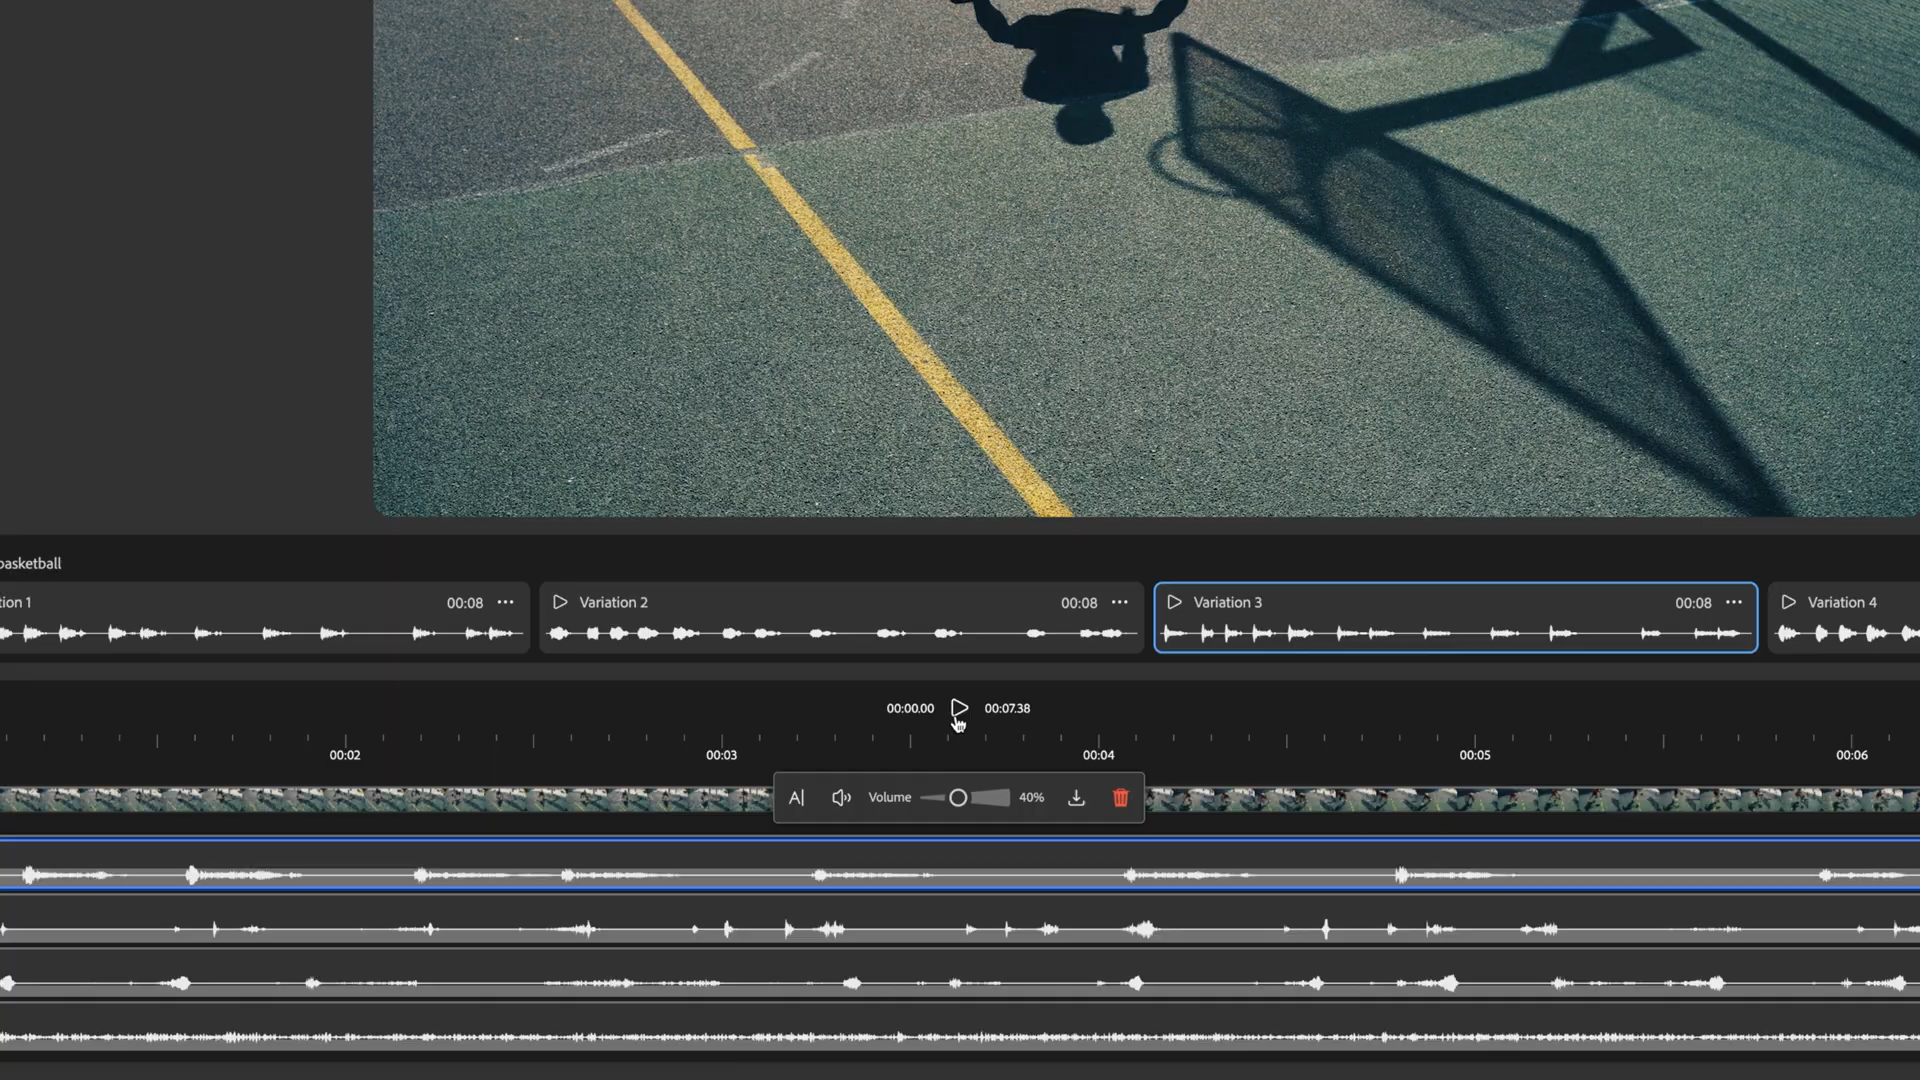 basketball
tion 1 00:08 ··· Variation 2 00:08 ··· Variation 3 00:08 ··· Variation 4
00:00.00 00:07.38
00:02 00:03 00:04 00:05 00:06
A| Volume 40%